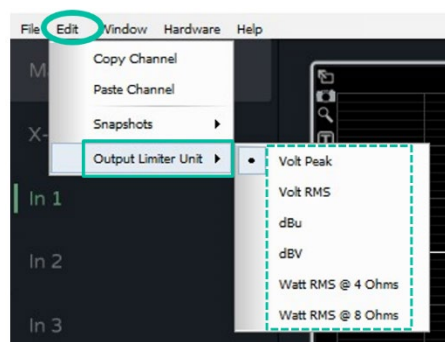 File Edit Window Hardware Help
Copy Channel
Paste Channel
Snapshots
Output Limiter Unit
Volt Peak
Volt RMS
dBu
dBV
Watt RMS @ 4 Ohms
Watt RMS @ 8 Ohms
M
X-
In 1
In 2
In 3
T